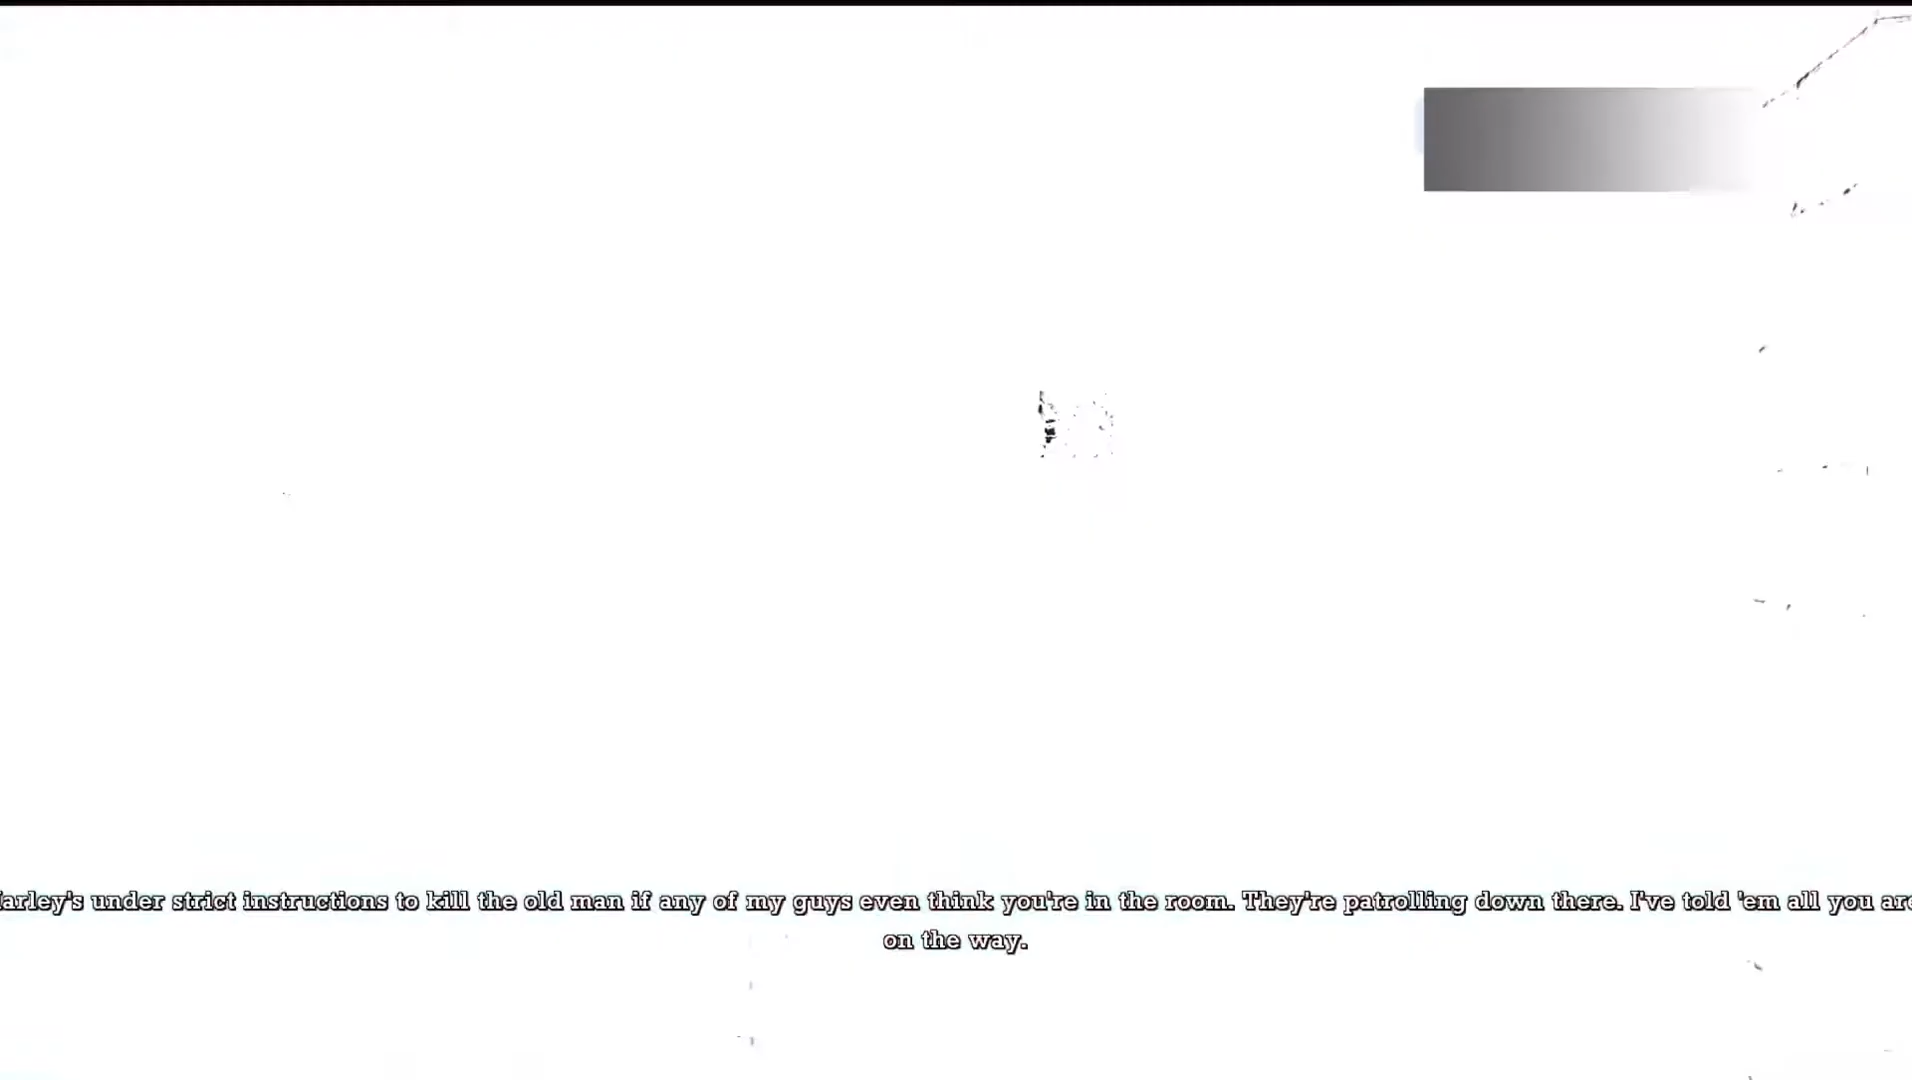 arley's under strict instructions to kill the old man if any of my guys even think you're in the room. They're patrolling down there. I've told 'em all you are
on the way.